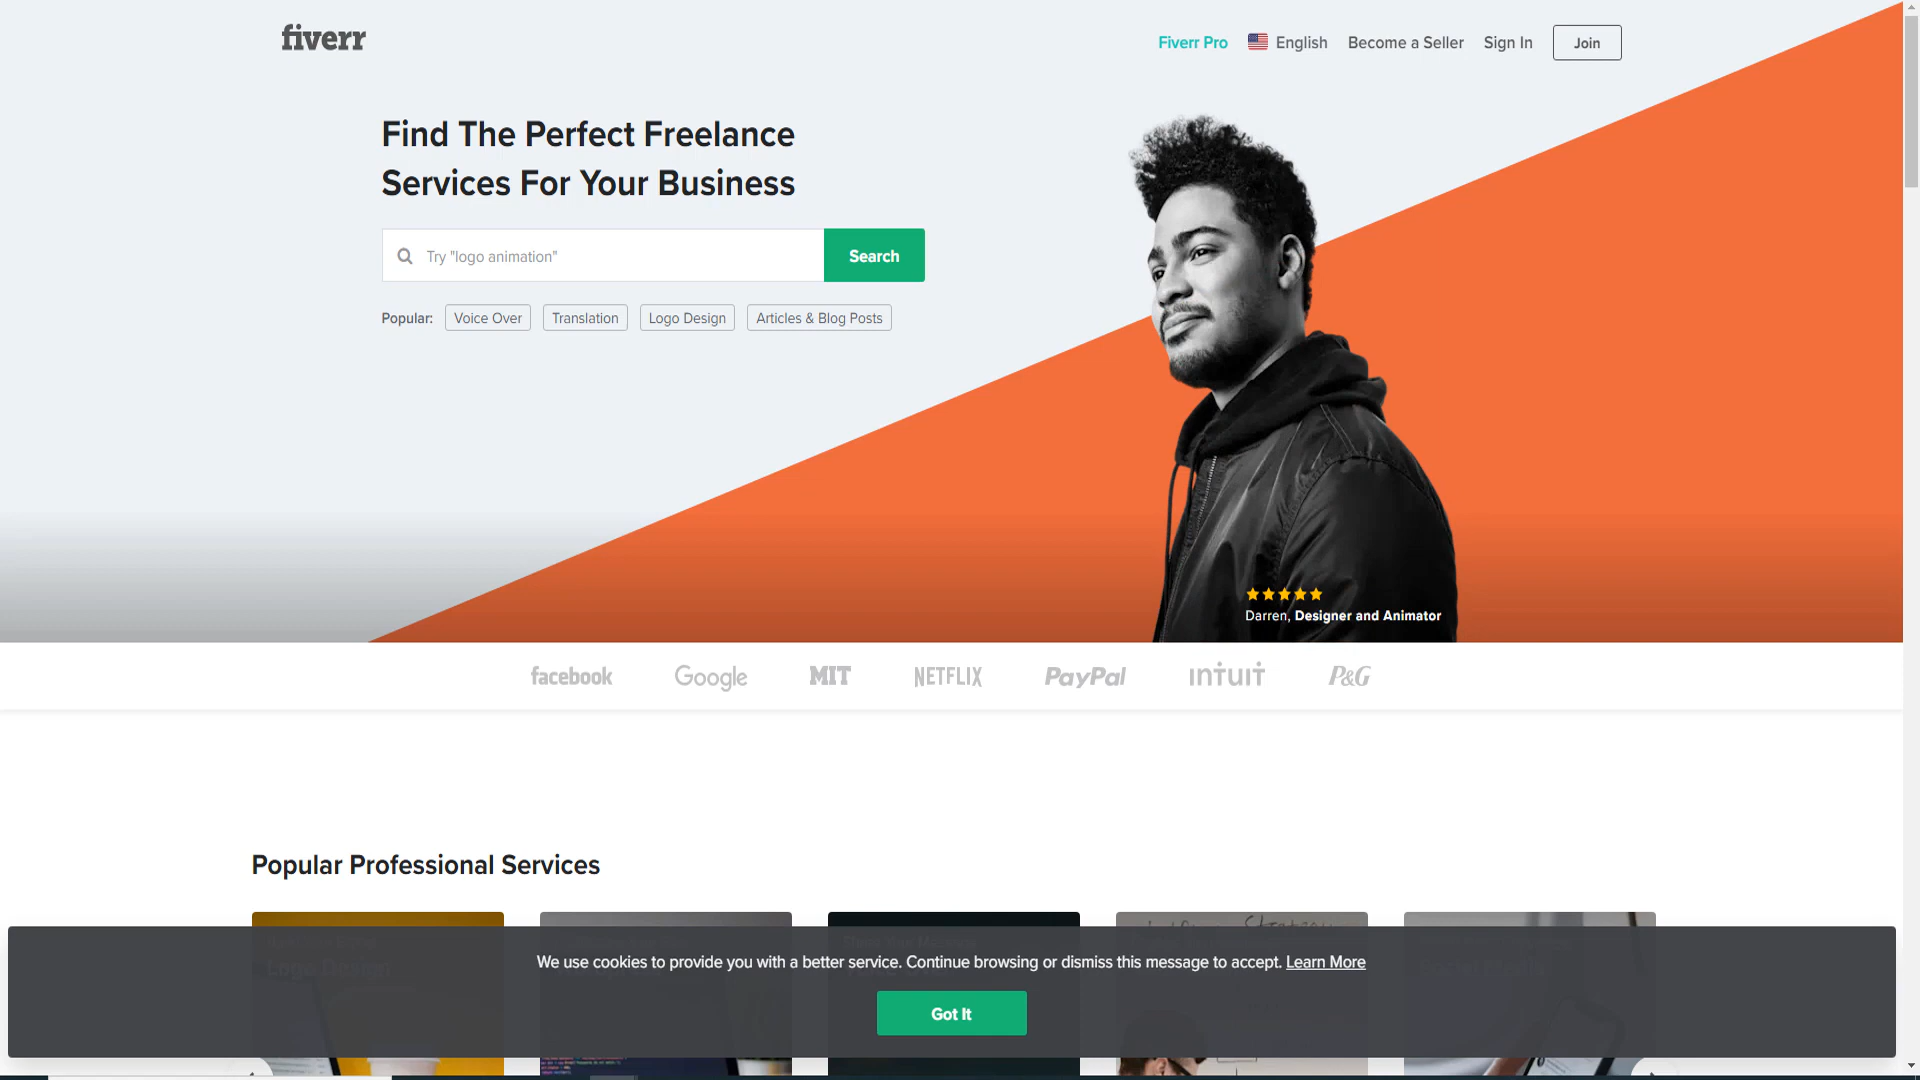 fiverr
Fiverr Pro English Become a Seller Sign In Join
Find The Perfect Freelance
Services For Your Business
Try "logo animation" Search
Popular: Voice Over Translation Logo Design Articles & Blog Posts
Darren, Designer and Animator
facebook Google MIT NETFLIX PayPal intuit P&G
Popular Professional Services
Logo Design
We use cookies to provide you with a better service. Continue browsing or dismiss this message to accept. Learn More
Got It